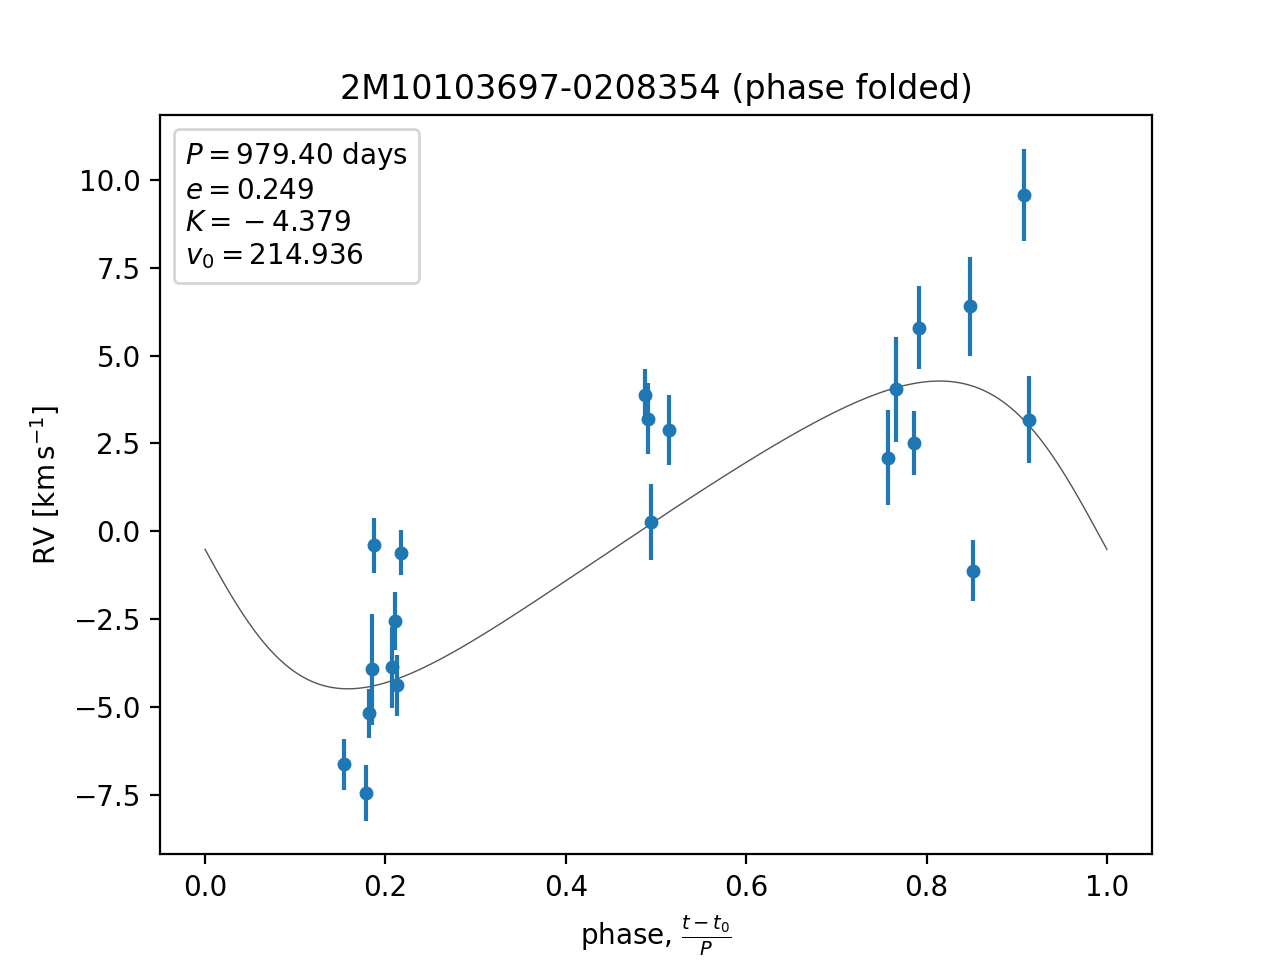 2M10103697-0208354 (phase folded)
P = 979.40 days
e = 0.249
K = −4.379
v₀ = 214.936
10.0
7.5
5.0
2.5
0.0
−2.5
−5.0
−7.5
RV [km s⁻¹]
0.0 0.2 0.4 0.6 0.8 1.0
phase, (t − t₀)/P